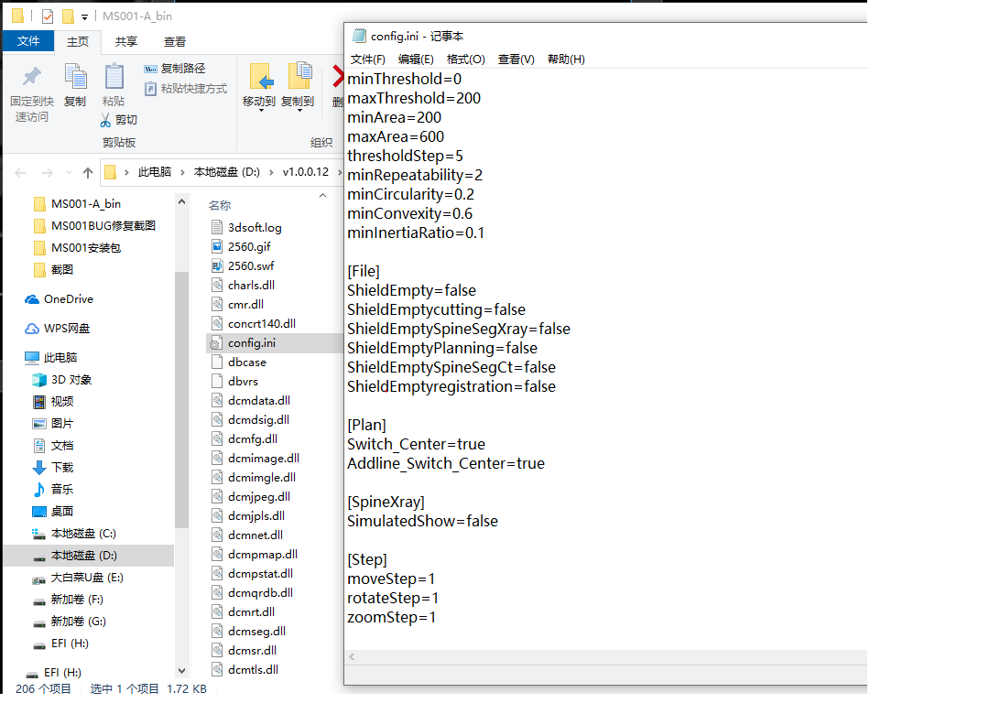 MS001-A_bin
文件
主页
共享
查看
固定到快
速访问
复制
粘贴
复制路径
粘贴快捷方式
剪切
剪贴板
移动到
复制到
删
组织
此电脑
本地磁盘 (D:)
v1.0.0.12
MS001-A_bin
MS001BUG修复截图
MS001安装包
截图
OneDrive
WPS网盘
此电脑
3D 对象
视频
图片
文档
下载
音乐
桌面
本地磁盘 (C:)
本地磁盘 (D:)
大白菜U盘 (E:)
新加卷 (F:)
新加卷 (G:)
EFI (H:)
EFI (H:)
名称
3dsoft.log
2560.gif
2560.swf
charls.dll
cmr.dll
concrt140.dll
config.ini
dbcase
dbvrs
dcmdata.dll
dcmdsig.dll
dcmfg.dll
dcmimage.dll
dcmimgle.dll
dcmjpeg.dll
dcmjpls.dll
dcmnet.dll
dcmpmap.dll
dcmpstat.dll
dcmqrdb.dll
dcmrt.dll
dcmseg.dll
dcmsr.dll
dcmtls.dll
206 个项目 选中 1 个项目 1.72 KB
config.ini - 记事本
文件(F) 编辑(E) 格式(O) 查看(V) 帮助(H)
minThreshold=0
maxThreshold=200
minArea=200
maxArea=600
thresholdStep=5
minRepeatability=2
minCircularity=0.2
minConvexity=0.6
minInertiaRatio=0.1
[File]
ShieldEmpty=false
ShieldEmptycutting=false
ShieldEmptySpineSegXray=false
ShieldEmptyPlanning=false
ShieldEmptySpineSegCt=false
ShieldEmptyregistration=false
[Plan]
Switch_Center=true
Addline_Switch_Center=true
[SpineXray]
SimulatedShow=false
[Step]
moveStep=1
rotateStep=1
zoomStep=1